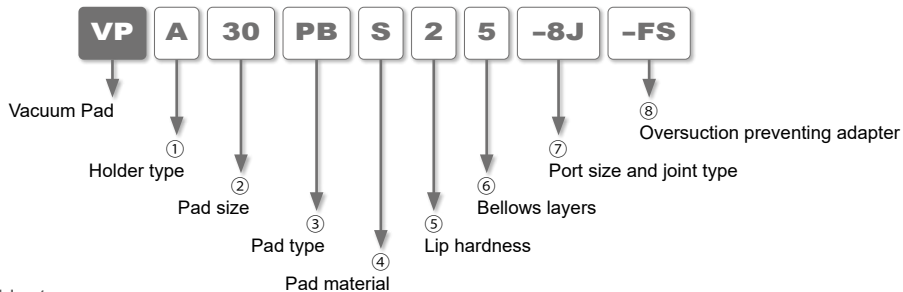 VP A 30 PB S 2 5 -8J -FS
Vacuum Pad
①
Holder type
②
Pad size
③
Pad type
④
Pad material
⑤
Lip hardness
⑥
Bellows layers
⑦
Port size and joint type
⑧
Oversuction preventing adapter